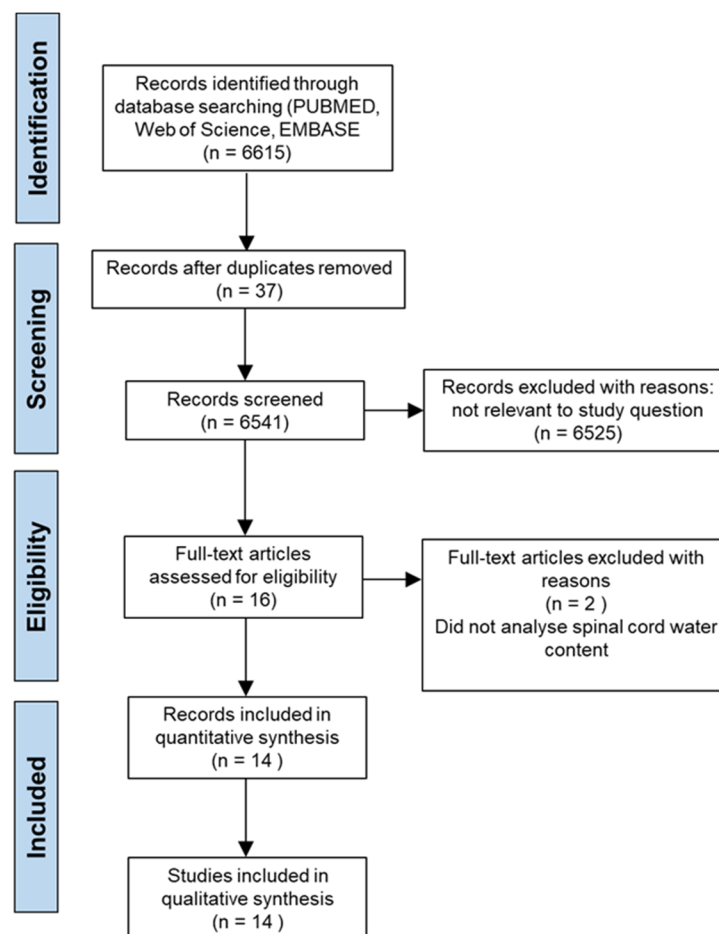 Identification
Records identified through
database searching (PUBMED,
Web of Science, EMBASE
(n = 6615)
Screening
Records after duplicates removed
(n = 37)
Records screened
(n = 6541)
Records excluded with reasons:
not relevant to study question
(n = 6525)
Eligibility
Full-text articles
assessed for eligibility
(n = 16)
Full-text articles excluded with
reasons
(n = 2 )
Did not analyse spinal cord water
content
Included
Records included in
quantitative synthesis
(n = 14 )
Studies included in
qualitative synthesis
(n = 14 )